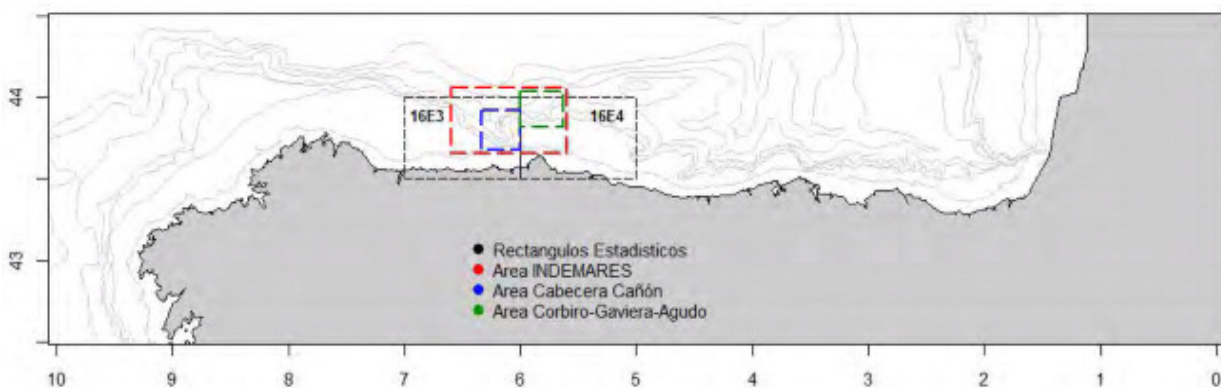 44
16E3 16E4
43
Rectangulos Estadisticos
Area INDEMARES
Area Cabecera Cañón
Area Corbiro-Gaviera-Agudo
10 9 8 7 6 5 4 3 2 1 0